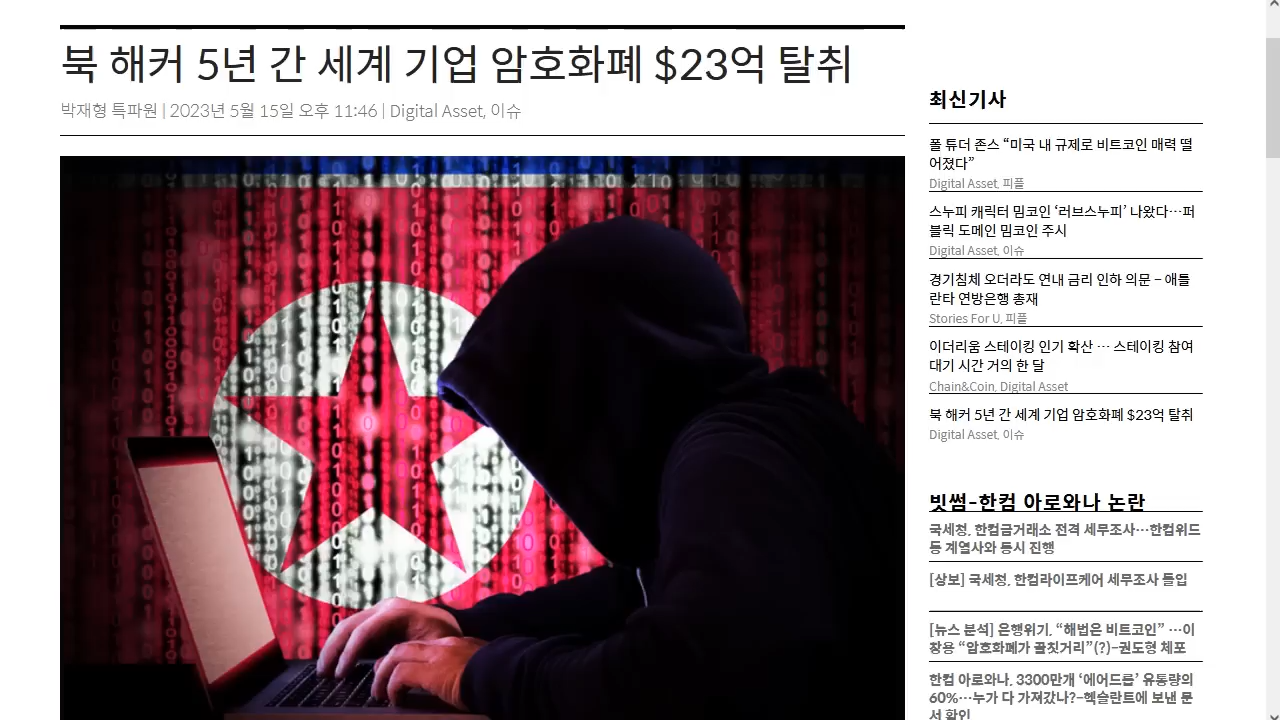 북 해커 5년 간 세계 기업 암호화폐 $23억 탈취
박재형 특파원 | 2023년 5월 15일 오후 11:46 | Digital Asset, 이슈
최신기사
폴 튜더 존스 “미국 내 규제로 비트코인 매력 떨
어졌다”
Digital Asset, 피플
스누피 캐릭터 밈코인 ‘러브스누피’ 나왔다…퍼
블릭 도메인 밈코인 주시
Digital Asset, 이슈
경기침체 오더라도 연내 금리 인하 의문 – 애틀
란타 연방은행 총재
Stories For U, 피플
이더리움 스테이킹 인기 확산 … 스테이킹 참여
대기 시간 거의 한 달
Chain&Coin, Digital Asset
북 해커 5년 간 세계 기업 암호화폐 $23억 탈취
Digital Asset, 이슈
빗썸-한컴 아로와나 논란
국세청, 한컴금거래소 전격 세무조사…한컴위드
등 계열사와 동시 진행
[상보] 국세청, 한컴라이프케어 세무조사 돌입
[뉴스 분석] 은행위기, “해법은 비트코인” …이
창용 “암호화폐가 골칫거리”(?)-권도형 체포
한컴 아로와나, 3300만개 ‘에어드롭’ 유통량의
60%…누가 다 가져갔나?-헥슬란트에 보낸 문
서 확인